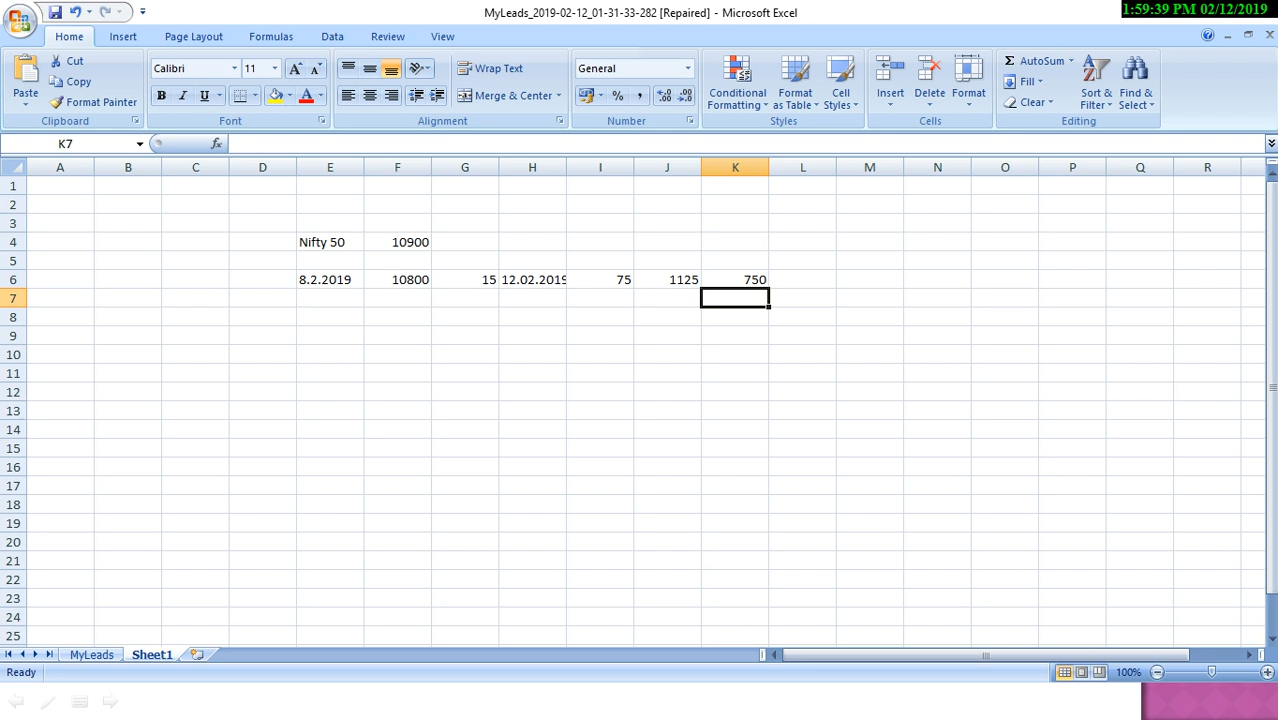 MyLeads_2019-02-12_01-31-33-282 [Repaired] - Microsoft Excel
1:59:39 PM 02/12/2019
Home Insert Page Layout Formulas Data Review View
Paste Cut Calibri 11 A A Wrap Text General Conditional Formatting Format as Table Cell Styles Insert Delete Format Σ AutoSum Sort & Filter Find & Select
Copy Fill
Format Painter B I U A Merge & Center % , Clear
Clipboard Font Alignment Number Styles Cells Editing
K7 fx
A B C D E F G H I J K L M N O P Q R
1
2
3
4 Nifty 50 10900
5
6 8.2.2019 10800 15 12.02.2019 75 1125 750
7
8
9
10
11
12
13
14
15
16
17
18
19
20
21
22
23
24
25
MyLeads Sheet1
Ready 100%